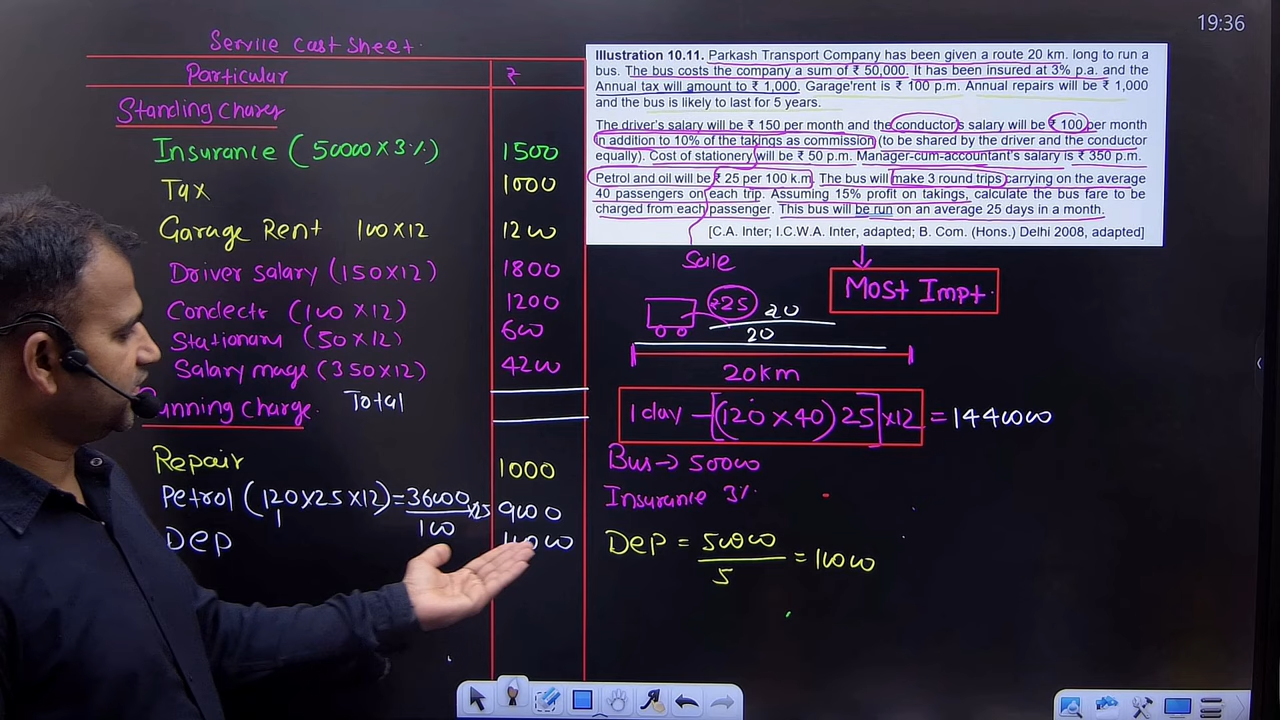 19:36
Service Cost Sheet
Particular ₹
Standing Charges
Insurance (50000 × 3%) 1500
Tax 1000
Garage Rent 100×12 1200
Driver salary (150×12) 1800
Conductr (100 ×12) 1200
Stationary (50×12) 600
Salary mage (350×12) 4200
Running Charge. Total
Repair 1000
Petrol (120×25×12)=36000/100 ×25 9000
Dep 10000
Illustration 10.11. Parkash Transport Company has been given a route 20 km. long to run a
bus. The bus costs the company a sum of ₹ 50,000. It has been insured at 3% p.a. and the
Annual tax will amount to ₹ 1,000. Garage'rent is ₹ 100 p.m. Annual repairs will be ₹ 1,000
and the bus is likely to last for 5 years.
The driver's salary will be ₹ 150 per month and the conductor's salary will be ₹ 100 per month
in addition to 10% of the takings as commission (to be shared by the driver and the conductor
equally). Cost of stationery will be ₹ 50 p.m. Manager-cum-accountant's salary is ₹ 350 p.m.
Petrol and oil will be ₹ 25 per 100 k.m. The bus will make 3 round trips carrying on the average
40 passengers on each trip. Assuming 15% profit on takings, calculate the bus fare to be
charged from each passenger. This bus will be run on an average 25 days in a month.
[C.A. Inter; I.C.W.A. Inter, adapted; B. Com. (Hons.) Delhi 2008, adapted]
Sale
Most Impt.
₹25
20
20
20km
1 day – [(120 × 40) 25] ×12 = 1440000
Bus → 50000
Insurance 3%
Dep = 50000/5 = 10000